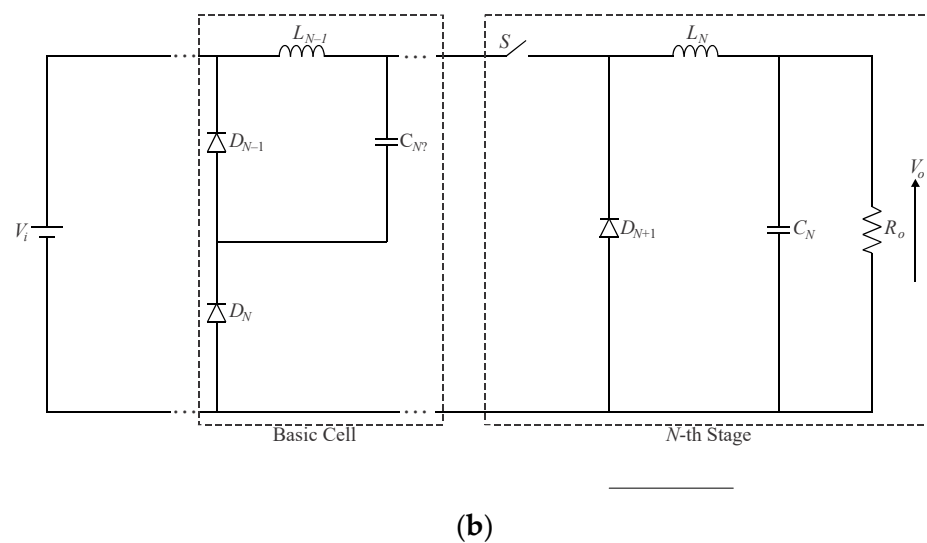 L_{N–1}
S
L_N
D_{N–1}
C_{N?}
V_i
D_N
D_{N+1}
C_N
R_o
V_o
Basic Cell
N-th Stage
(b)